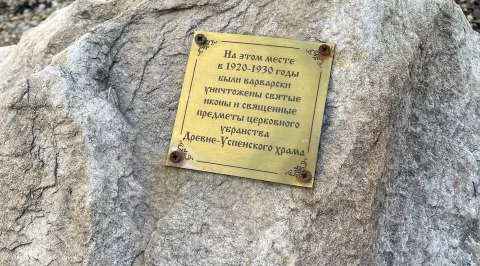 На этом месте
в 1920-1930 годы
были варварски
уничтожены святые
иконы и священные
предметы церковного
убранства
Древне-Успенского храма